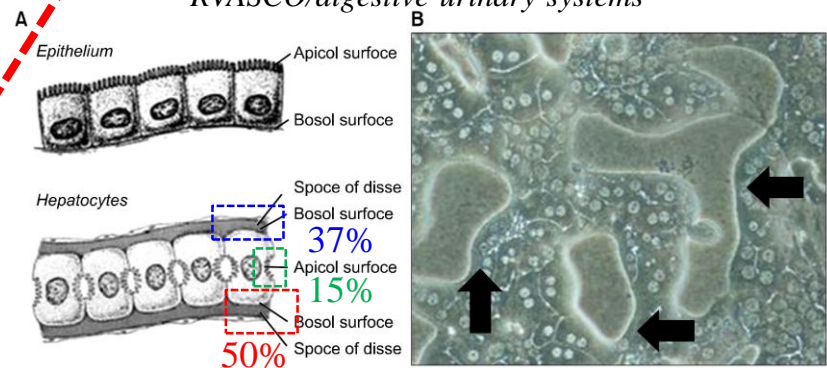 RVASCO/digestive-urinary systems
A
B
Epithelium
Apicol surfoce
Bosol surfoce
Hepatocytes
Spoce of disse
Bosol surfoce
37%
Apicol surfoce
15%
Bosol surfoce
Spoce of disse
50%